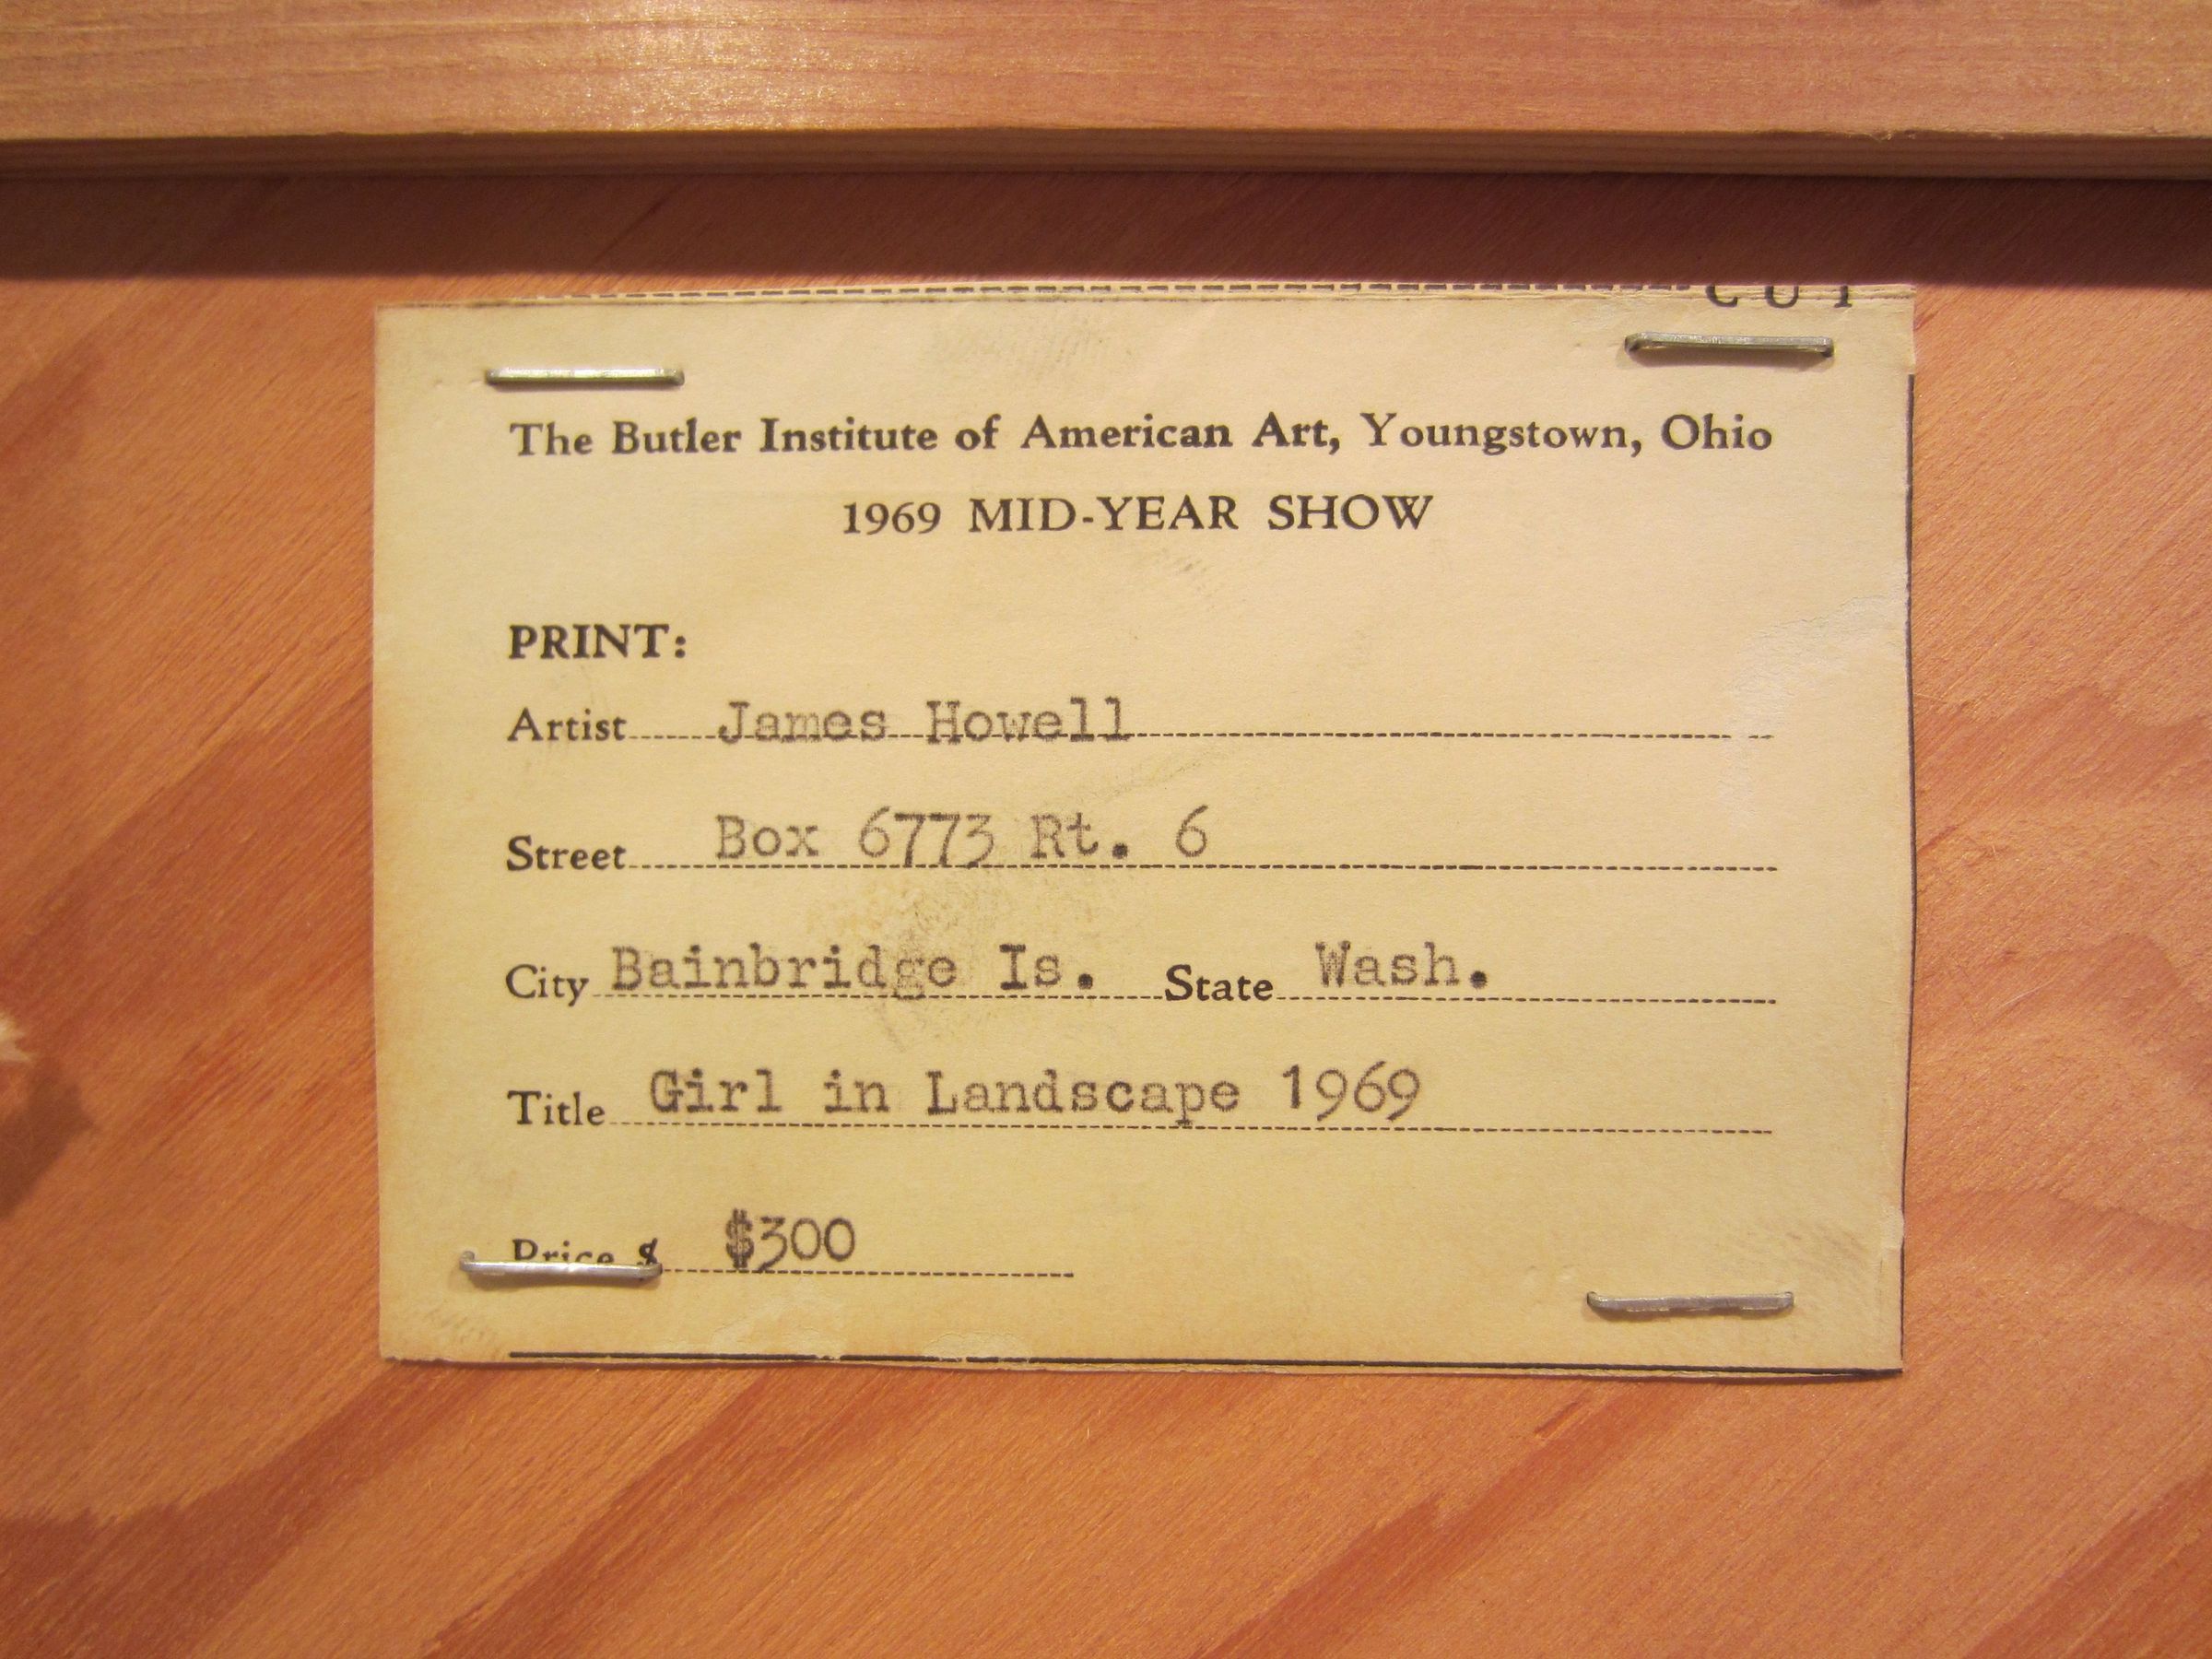 CUT
The Butler Institute of American Art, Youngstown, Ohio
1969 MID-YEAR SHOW
PRINT:
Artist James Howell
Street Box 6773 Rt. 6
City Bainbridge Is. State Wash.
Title Girl in Landscape 1969
Price $ $300